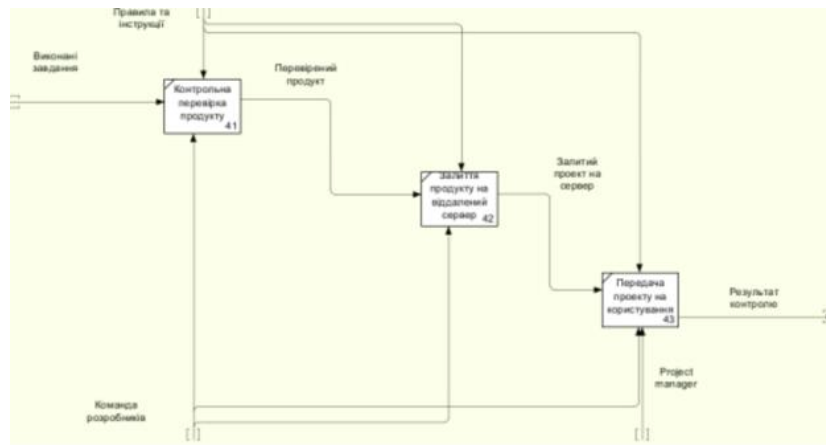 Правила та
інструкції
Виконані
завдення
Контрольна
перевірка
продукту
41
Перевірений
продукт
Залиття
продукту на
віддалений
сервер
42
Залитий
проект на
сервер
Передача
проекту на
користування
43
Результат
контролю
Project
manager
Команда
розробників